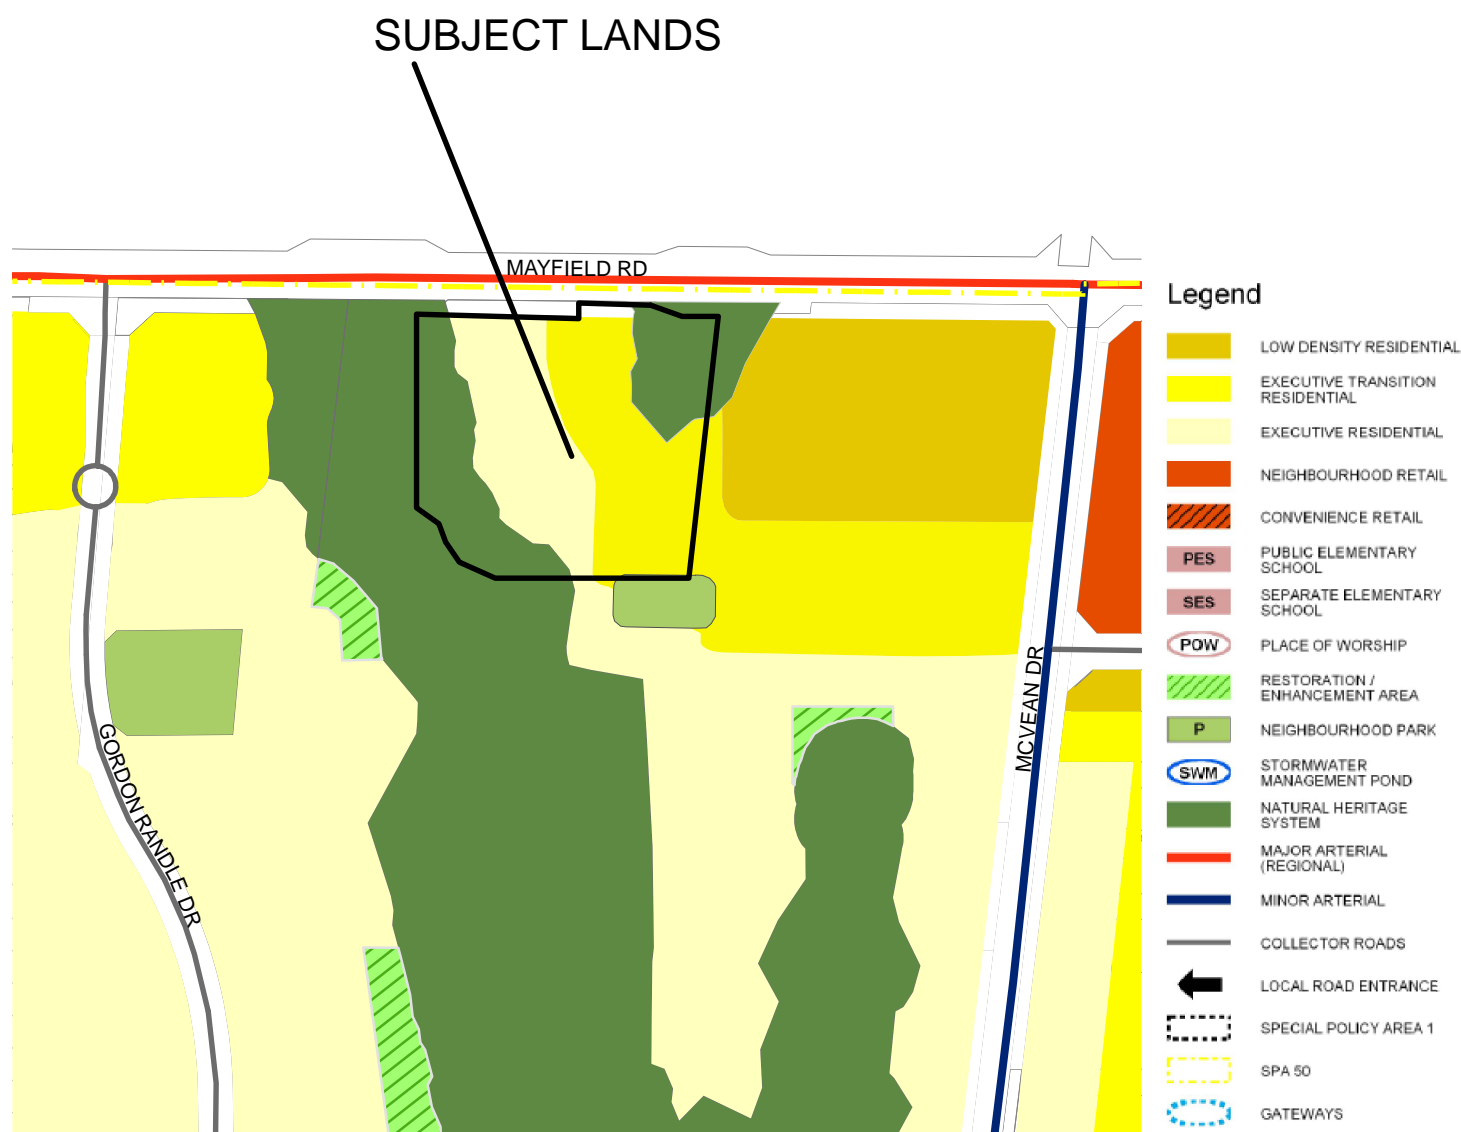 SUBJECT LANDS
MAYFIELD RD
GORDON RANDLE DR
MCVEAN DR
Legend
LOW DENSITY RESIDENTIAL
EXECUTIVE TRANSITION
RESIDENTIAL
EXECUTIVE RESIDENTIAL
NEIGHBOURHOOD RETAIL
CONVENIENCE RETAIL
PES
PUBLIC ELEMENTARY
SCHOOL
SES
SEPARATE ELEMENTARY
SCHOOL
POW
PLACE OF WORSHIP
RESTORATION /
ENHANCEMENT AREA
P
NEIGHBOURHOOD PARK
SWM
STORMWATER
MANAGEMENT POND
NATURAL HERITAGE
SYSTEM
MAJOR ARTERIAL
(REGIONAL)
MINOR ARTERIAL
COLLECTOR ROADS
LOCAL ROAD ENTRANCE
SPECIAL POLICY AREA 1
SPA 50
GATEWAYS